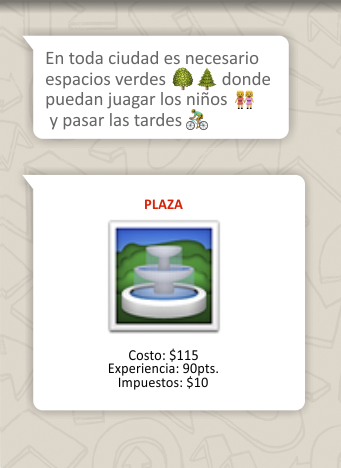 En toda ciudad es necesario
espacios verdes 🌳🌲 donde
puedan juagar los niños 👭
y pasar las tardes 🚴
PLAZA
Costo: $115
Experiencia: 90pts.
Impuestos: $10